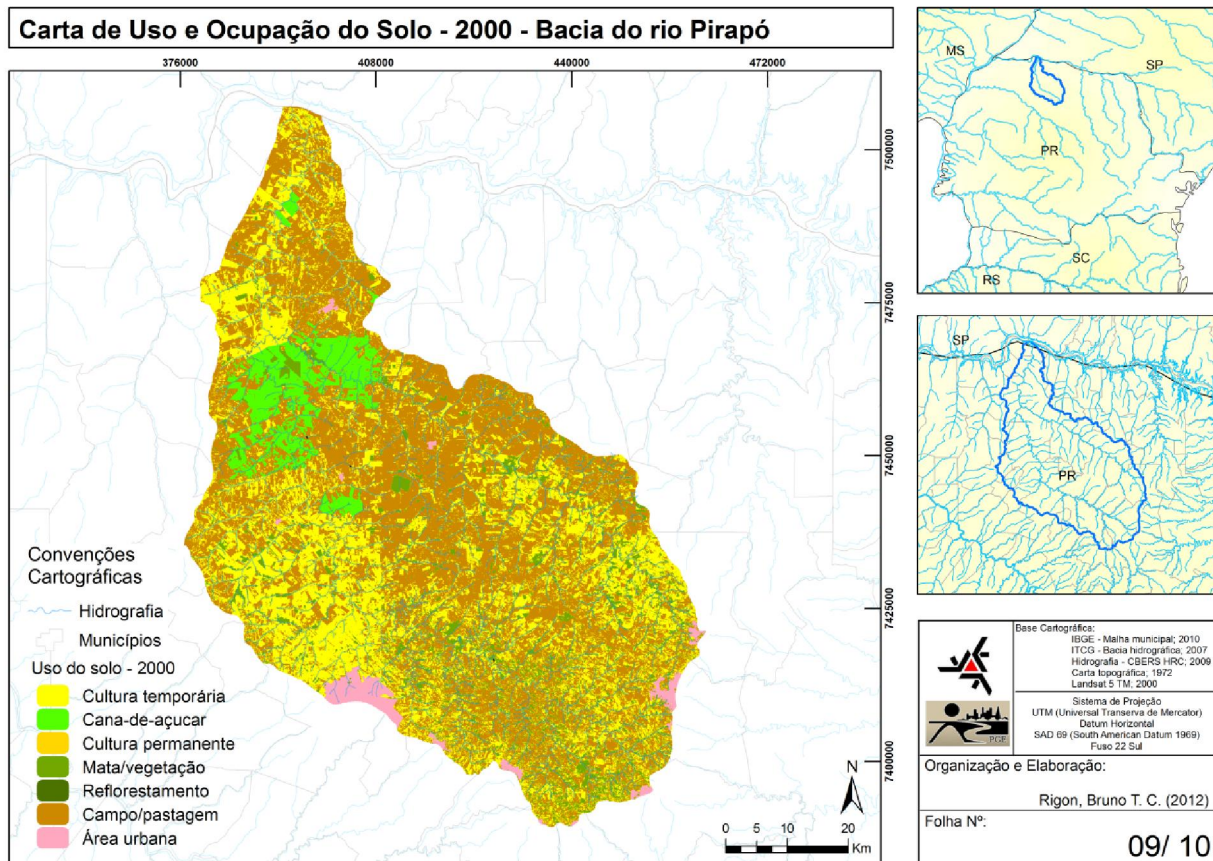 Carta de Uso e Ocupação do Solo - 2000 - Bacia do rio Pirapó
376000
408000
440000
472000
7500000
7475000
7450000
7425000
7400000
Convenções
Cartográficas
Hidrografia
Municípios
Uso do solo - 2000
Cultura temporária
Cana-de-açucar
Cultura permanente
Mata/vegetação
Reflorestamento
Campo/pastagem
Área urbana
N
0 5 10 20
Km
MS
SP
PR
SC
RS
SP
PR
Base Cartográfica:
IBGE - Malha municipal; 2010
ITCG - Bacia hidrográfica; 2007
Hidrografia - CBERS HRC; 2009
Carta topográfica; 1972
Landsat 5 TM; 2000
Sistema de Projeção
UTM (Universal Transerva de Mercator)
Datum Horizontal
SAD 69 (South American Datum 1969)
Fuso 22 Sul
PGE
Organização e Elaboração:
Rigon, Bruno T. C. (2012)
Folha Nº:
09/ 10